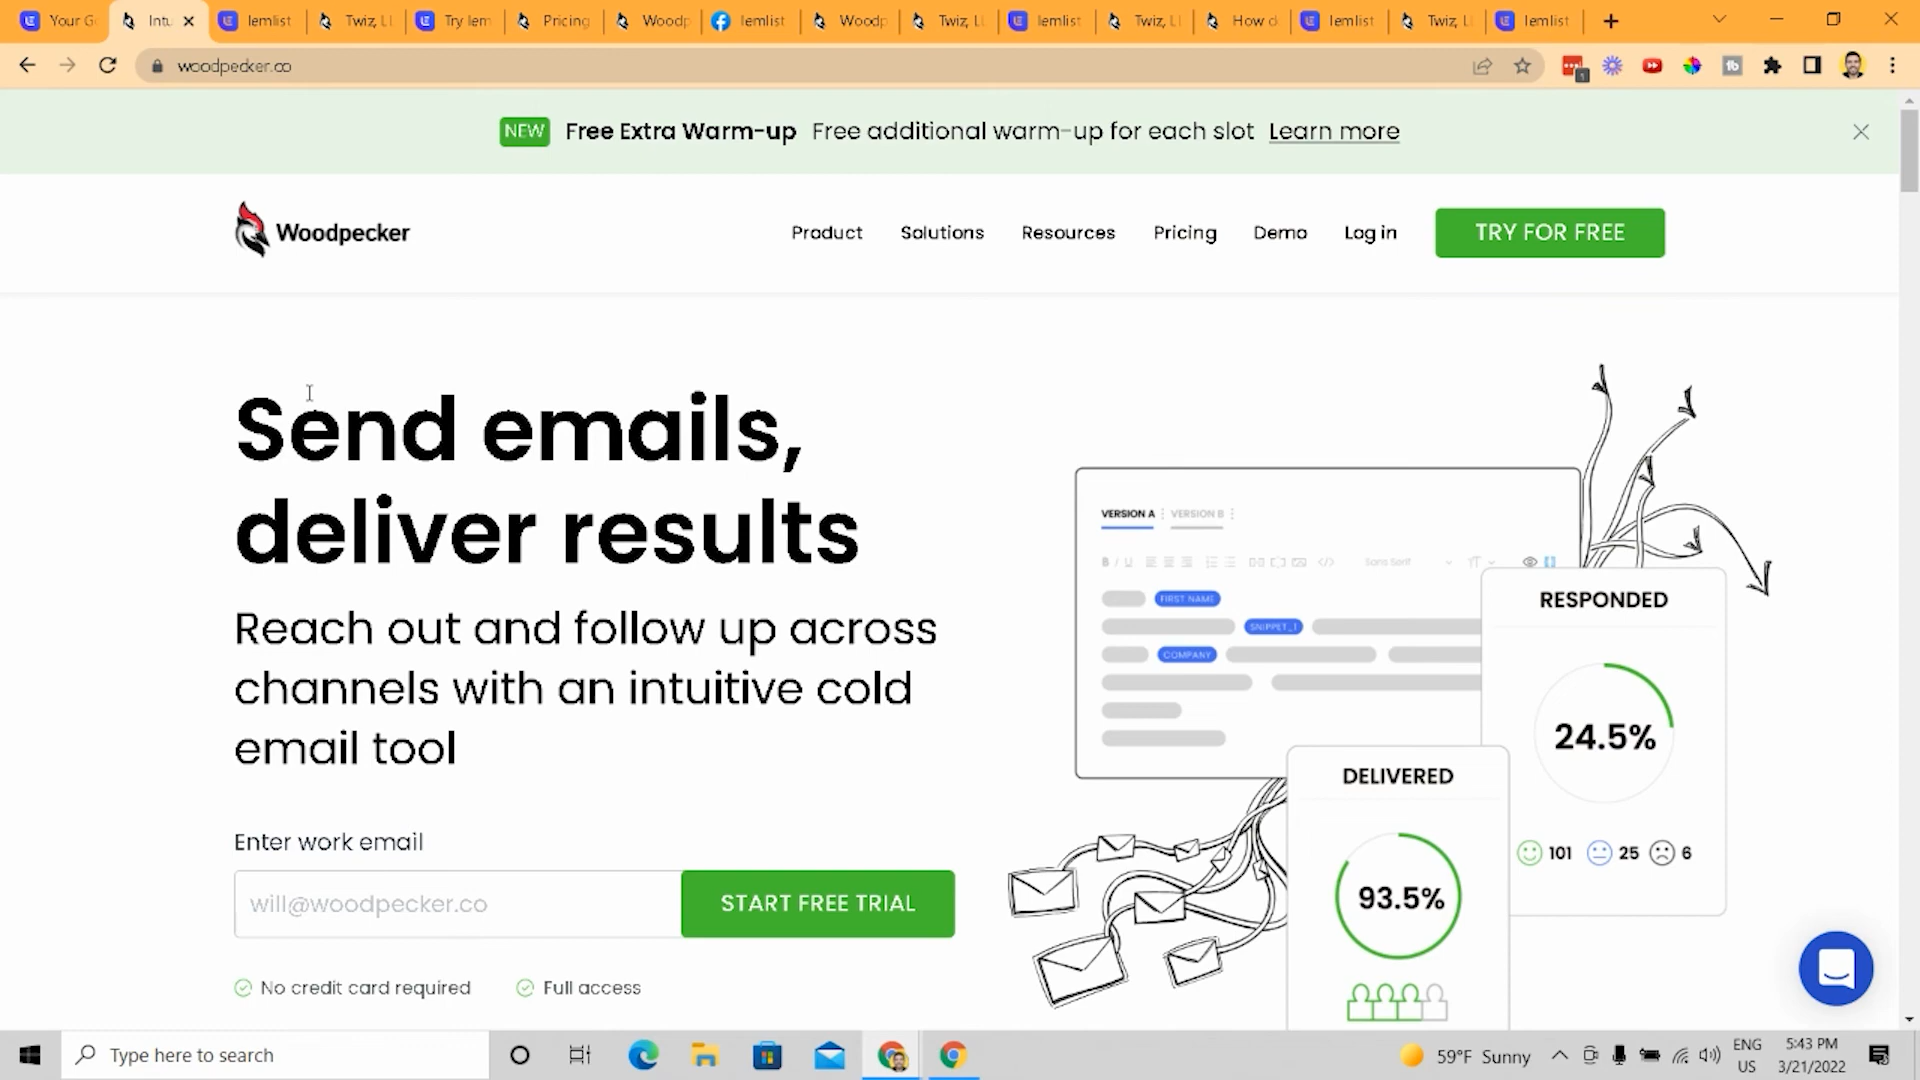 Your G
Intu
lemlist
Twiz, L
Try lem
Pricing
Woodp
lemlist
Woodp
Twiz, L
lemlist
Twiz, L
How d
lemlist
Twiz, L
lemlist
woodpecker.co
NEW Free Extra Warm-up Free additional warm-up for each slot Learn more
Woodpecker
Product Solutions Resources Pricing Demo Log in TRY FOR FREE
Send emails,
deliver results
Reach out and follow up across
channels with an intuitive cold
email tool
Enter work email
will@woodpecker.co START FREE TRIAL
No credit card required Full access
VERSION A VERSION B
B I U Sans Serif
FIRST NAME
SNIPPET_1
COMPANY
RESPONDED
24.5%
101 25 6
DELIVERED
93.5%
Type here to search
59°F Sunny
ENG
US
5:43 PM
3/21/2022